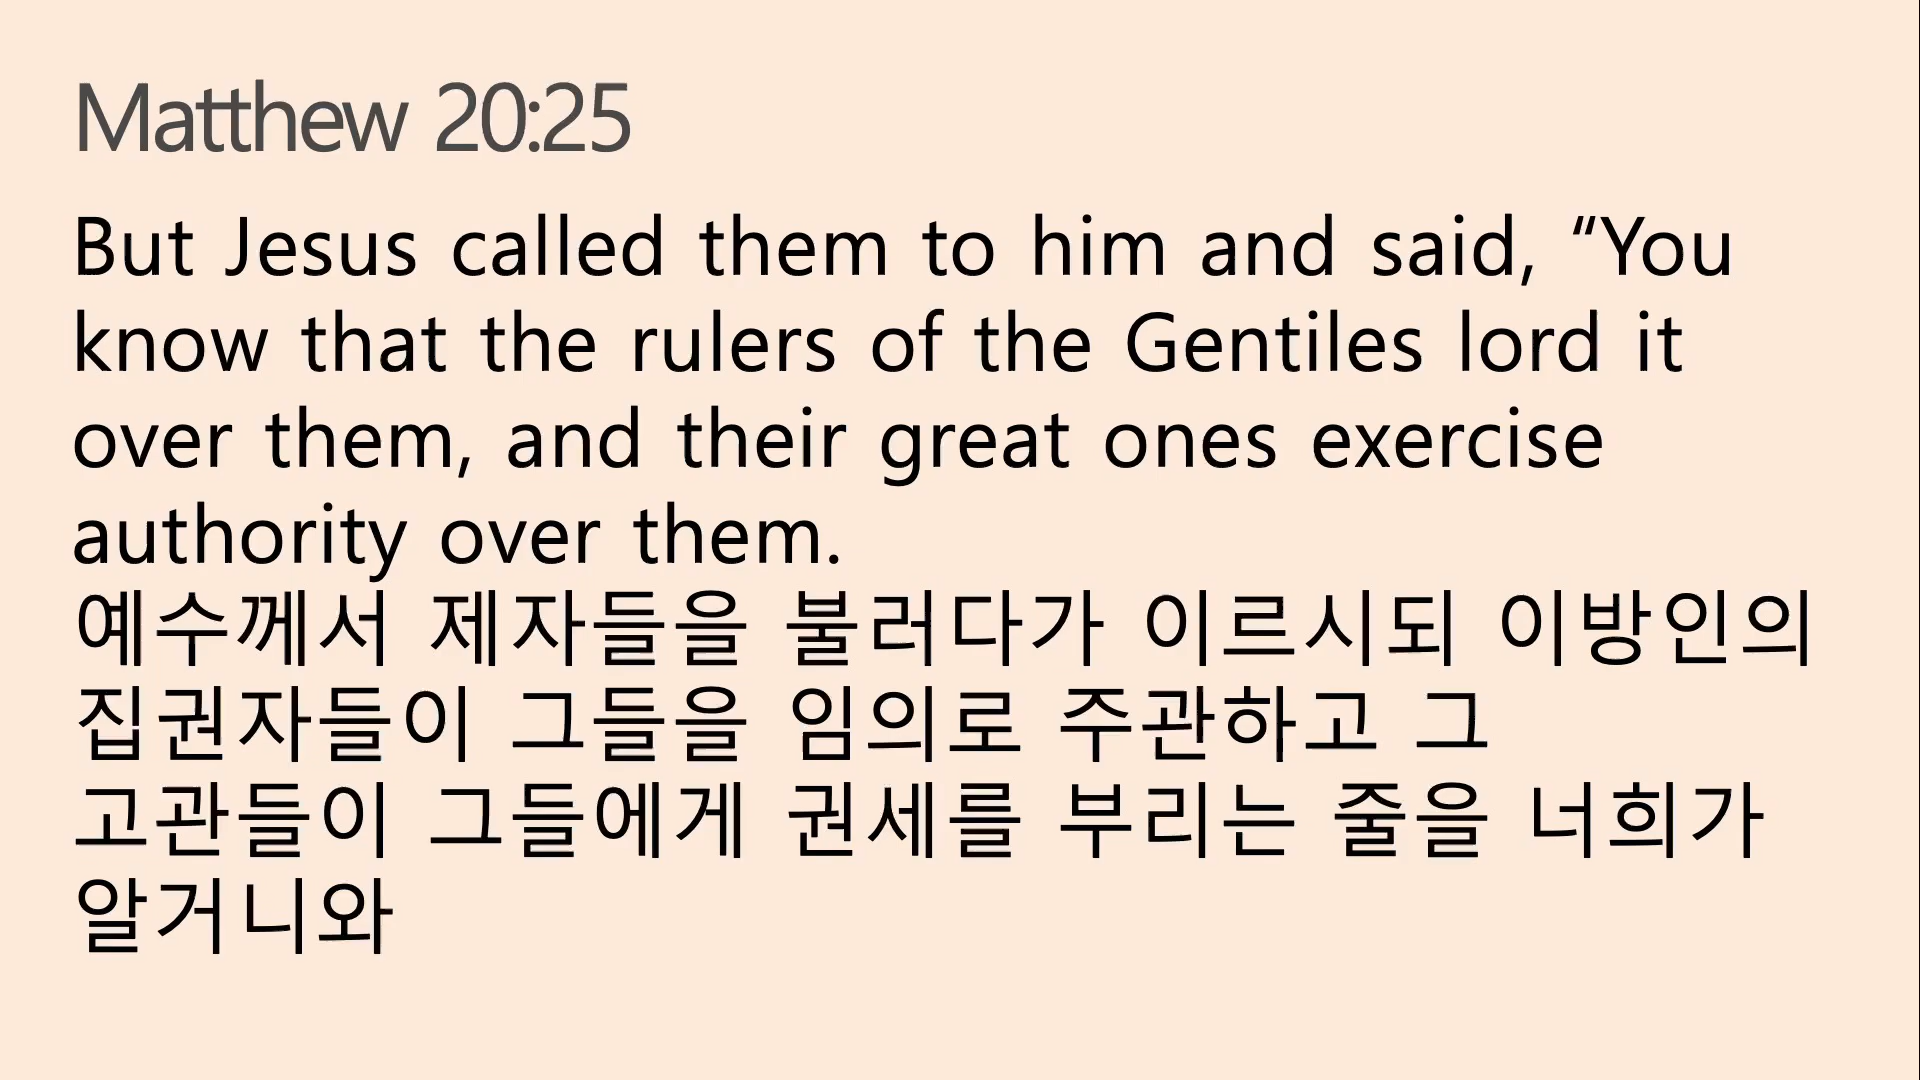 Matthew 20:25
But Jesus called them to him and said, “You
know that the rulers of the Gentiles lord it
over them, and their great ones exercise
authority over them.
예수께서 제자들을 불러다가 이르시되 이방인의
집권자들이 그들을 임의로 주관하고 그
고관들이 그들에게 권세를 부리는 줄을 너희가
알거니와